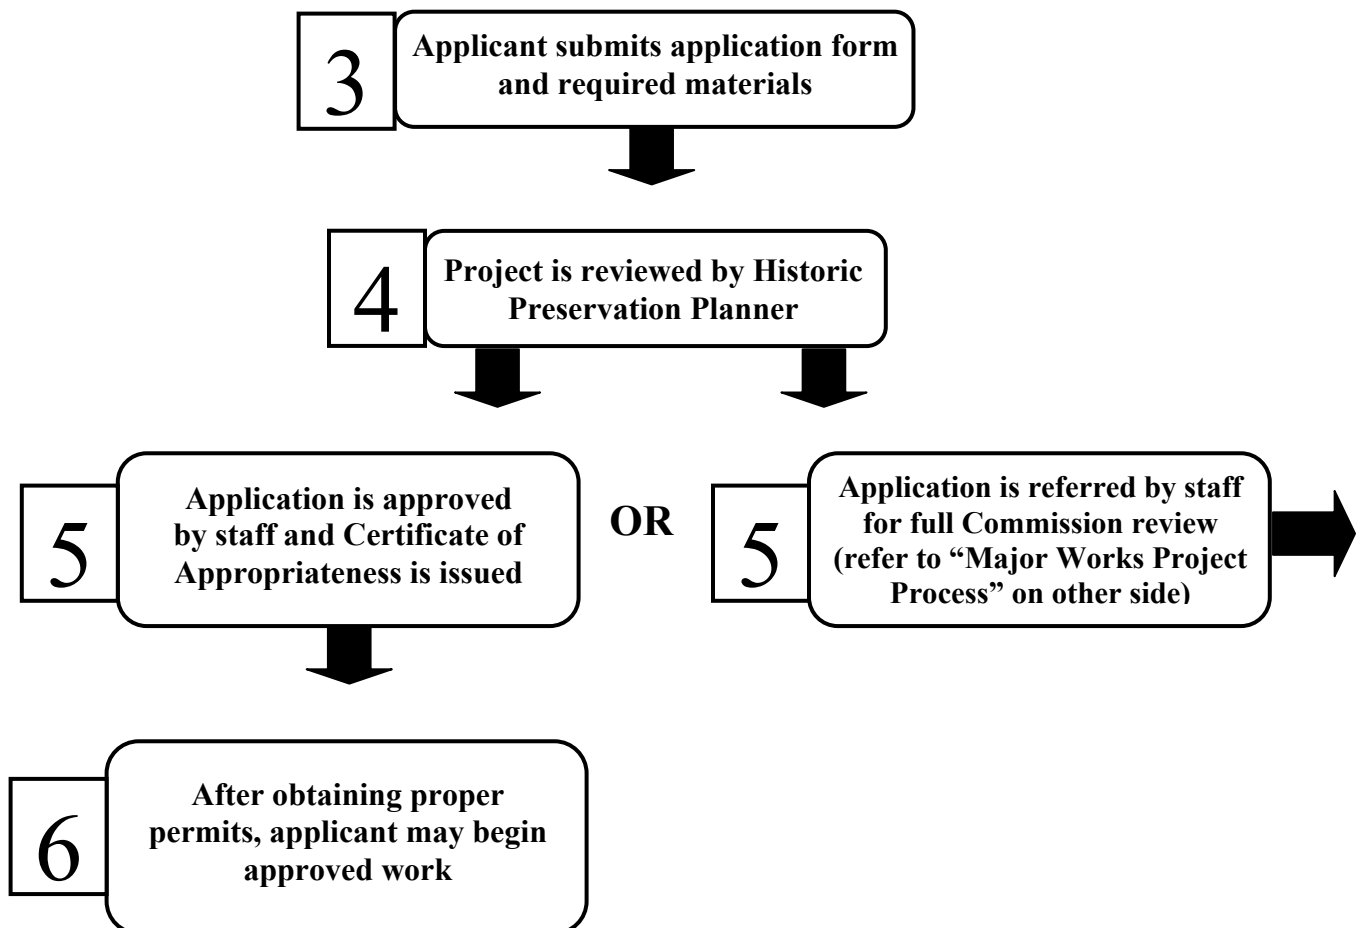 3
Applicant submits application form
and required materials
4
Project is reviewed by Historic
Preservation Planner
5
Application is approved
by staff and Certificate of
Appropriateness is issued
OR
5
Application is referred by staff
for full Commission review
(refer to “Major Works Project
Process” on other side)
6
After obtaining proper
permits, applicant may begin
approved work